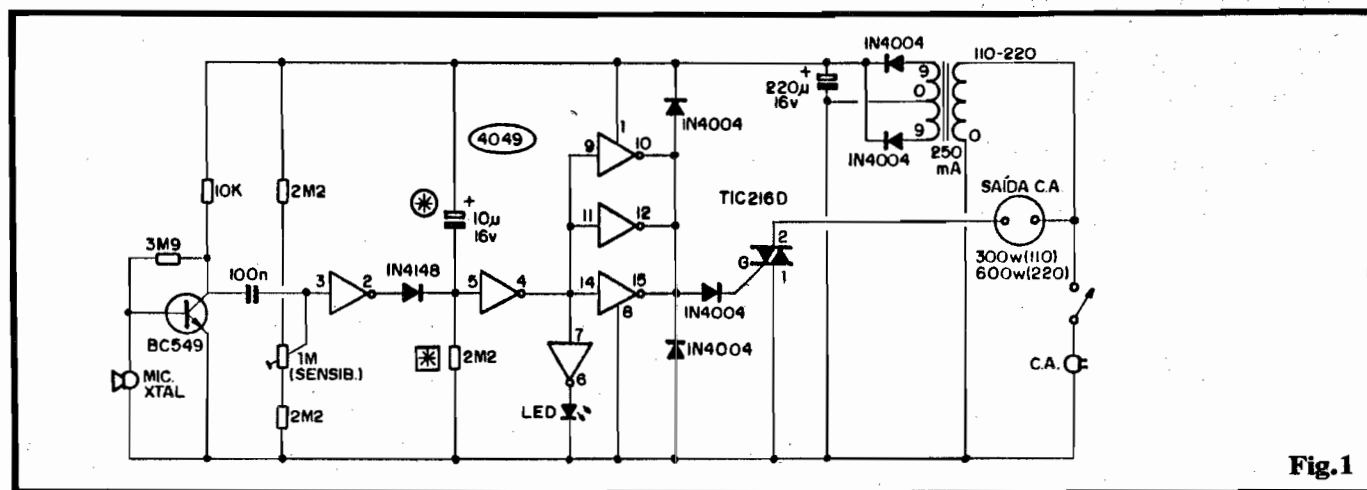 1N4004
110-220
+
220µ
16v
9
0
9
0
1N4004
250
mA
4049
1
1N4004
9
10
10K
2M2
+
10µ
16v
11
12
TIC216D
SAÍDA C.A.
2
G
1
300w(110)
600w(220)
3M9
100n
3
2
1N4148
5
4
14
15
8
1N4004
BC549
1M
(SENSIB.)
2M2
7
6
1N4004
C.A.
MIC.
XTAL
2M2
LED
Fig.1